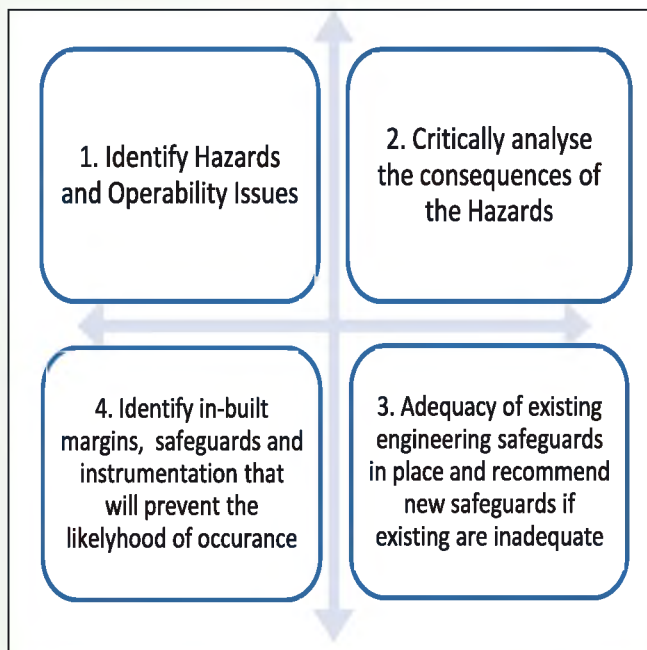 1. Identify Hazards
and Operability Issues
2. Critically analyse
the consequences of
the Hazards
4. Identify in-built
margins, safeguards and
instrumentation that
will prevent the
likelyhood of occurance
3. Adequacy of existing
engineering safeguards
in place and recommend
new safeguards if
existing are inadequate